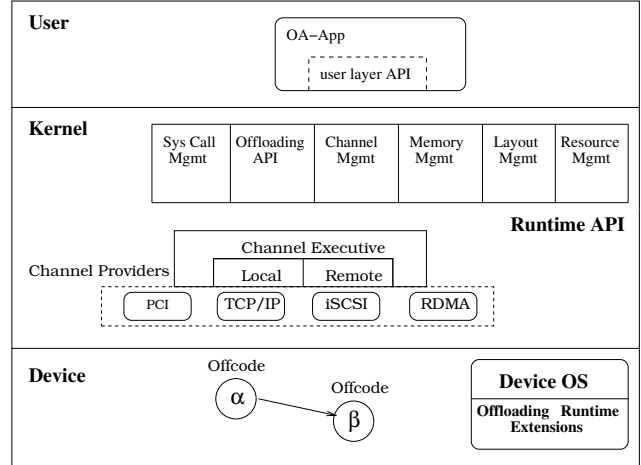 User
OA-App
user layer API
Kernel
Sys Call Mgmt
Offloading API
Channel Mgmt
Memory Mgmt
Layout Mgmt
Resource Mgmt
Runtime API
Channel Executive
Channel Providers
Local
Remote
PCI
TCP/IP
iSCSI
RDMA
Device
Offcode
α
Offcode
β
Device OS
Offloading Runtime
Extensions